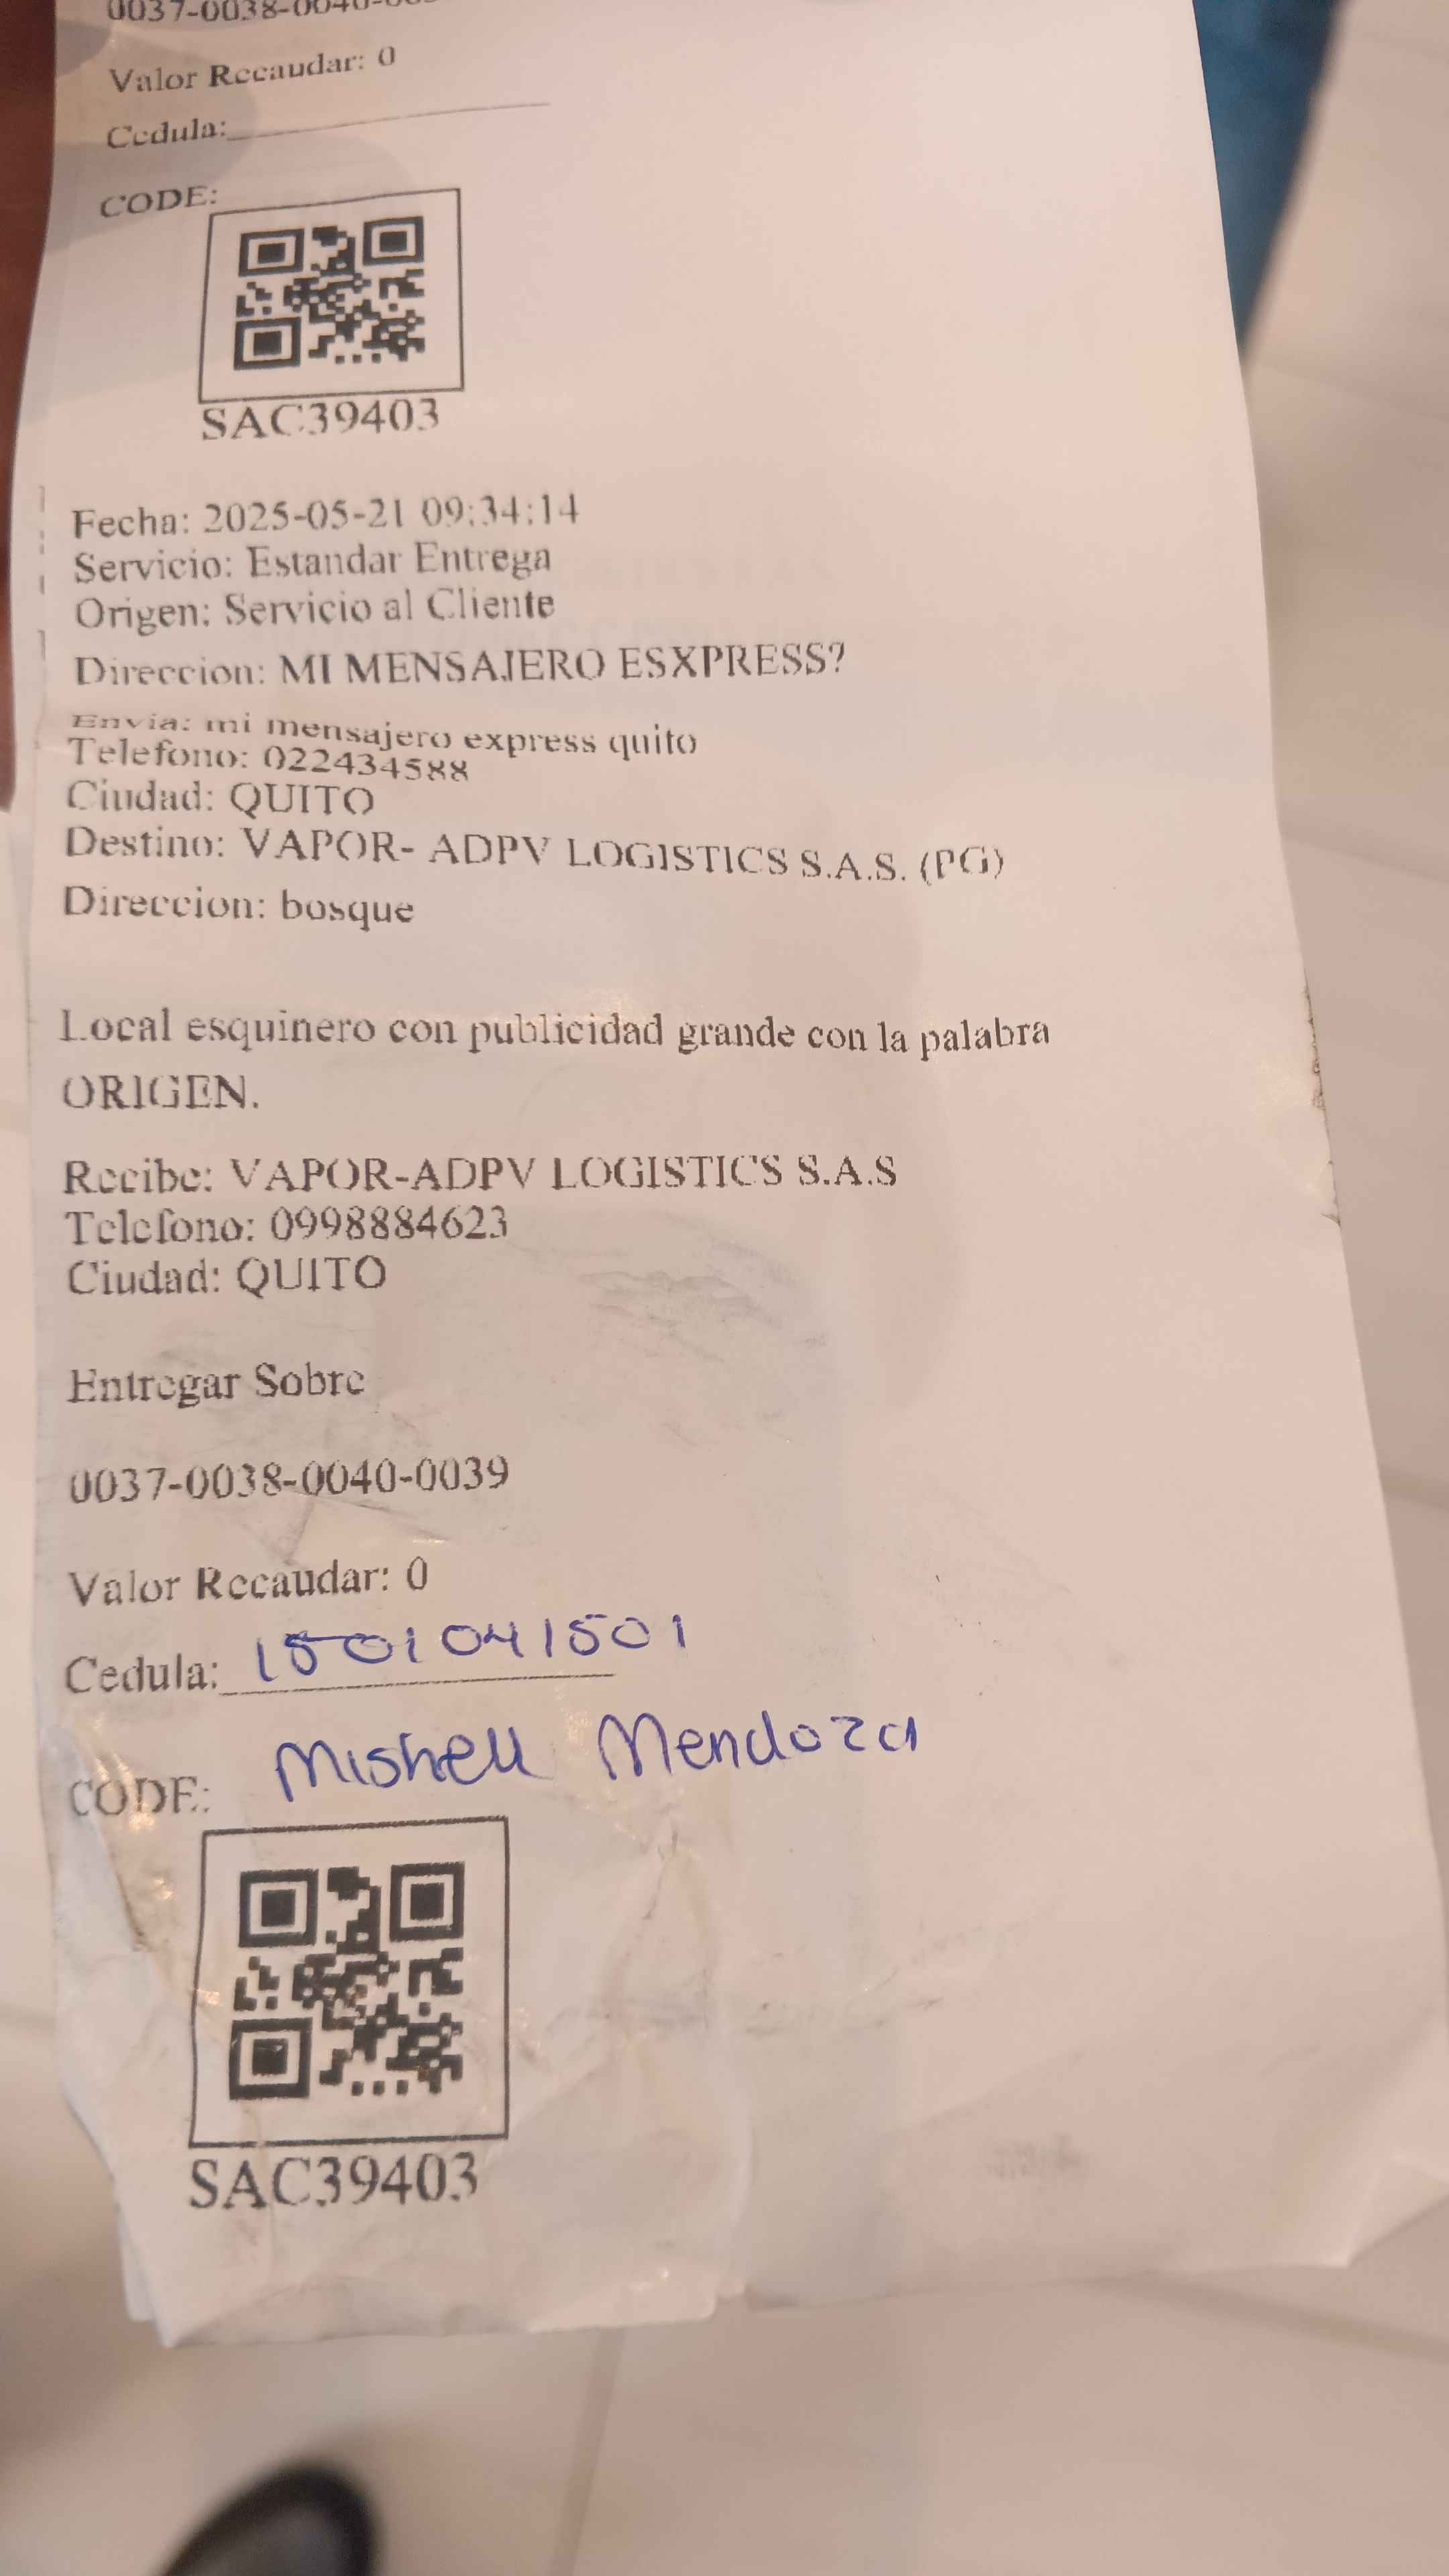 0037-0038-0040-
Valor Recaudar: 0
Cedula:
CODE:
SAC39403
Fecha: 2025-05-21 09:34:14
Servicio: Estandar Entrega
Origen: Servicio al Cliente
Direccion: MI MENSAJERO ESXPRESS?
Envia: mi mensajero express quito
Telefono: 022434588
Ciudad: QUITO
Destino: VAPOR- ADPV LOGISTICS S.A.S. (PG)
Direccion: bosque
Local esquinero con publicidad grande con la palabra
ORIGEN.
Recibe: VAPOR-ADPV LOGISTICS S.A.S
Telefono: 0998884623
Ciudad: QUITO
Entregar Sobre
0037-0038-0040-0039
Valor Recaudar: 0
Cedula: 1501041501
Mishell Mendoza
CODE:
SAC39403